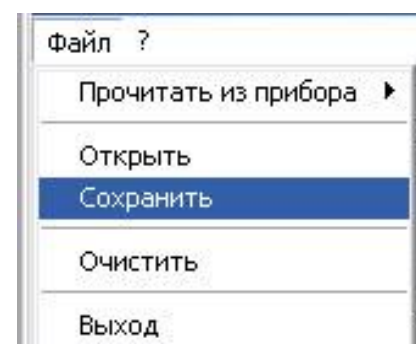 Файл ?
Прочитать из прибора
Открыть
Сохранить
Очистить
Выход